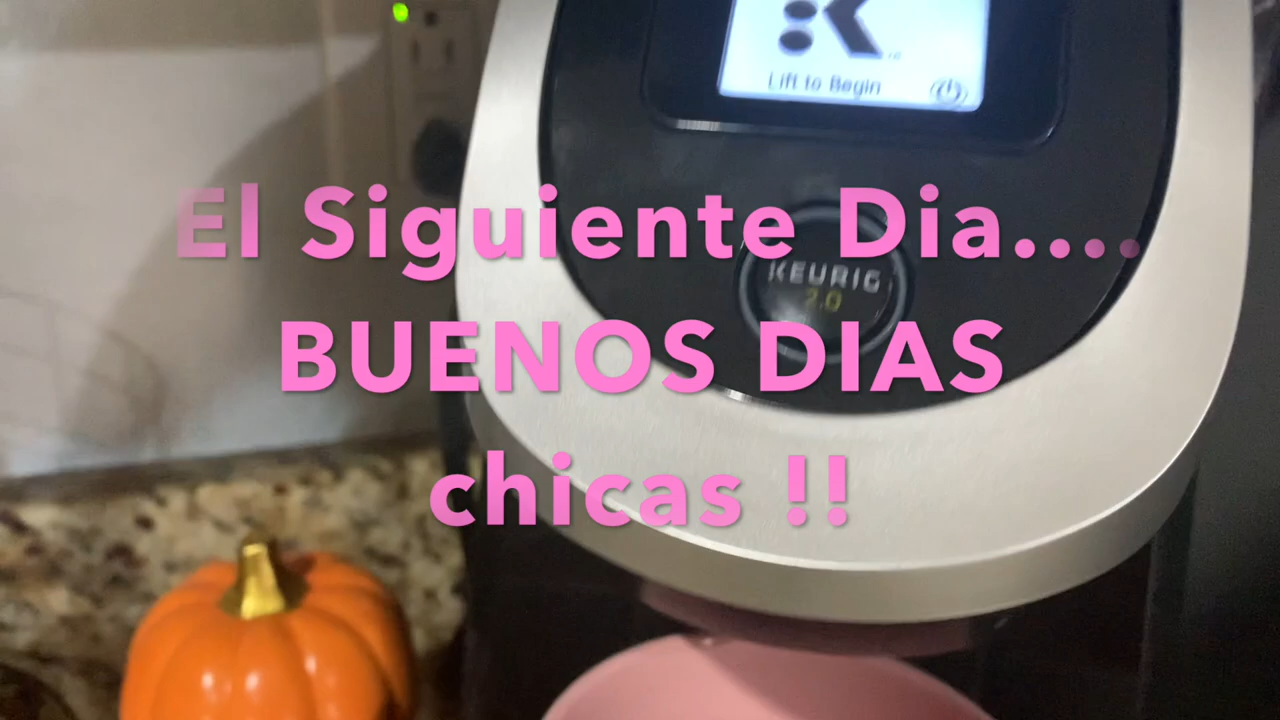 Lift to Begin
El Siguiente Dia....
KEURIG
2.0
BUENOS DIAS
chicas !!